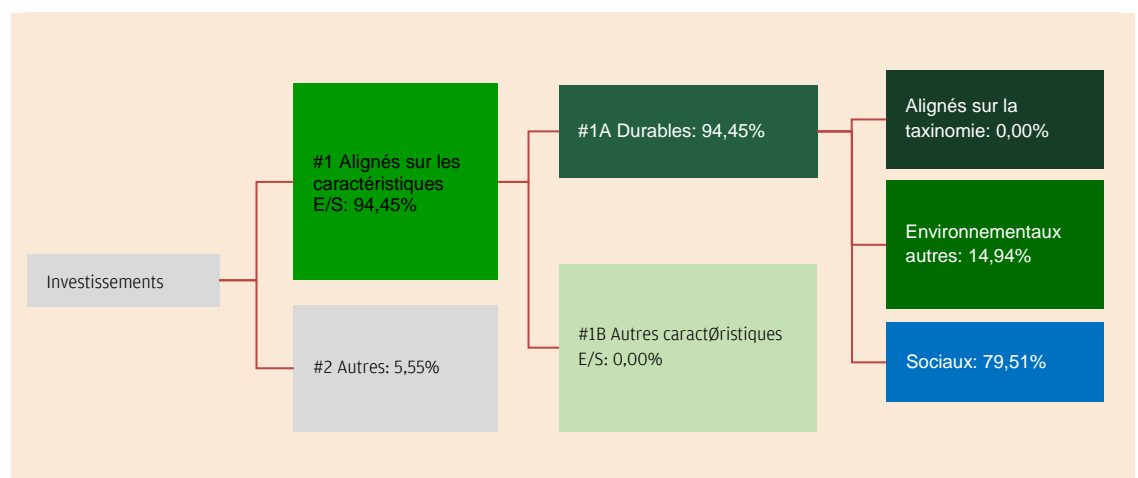 Investissements
#1 Alignés sur les
caractéristiques
E/S: 94,45%
#2 Autres: 5,55%
#1A Durables: 94,45%
#1B Autres caractØristiques
E/S: 0,00%
Alignés sur la
taxinomie: 0,00%
Environnementaux
autres: 14,94%
Sociaux: 79,51%